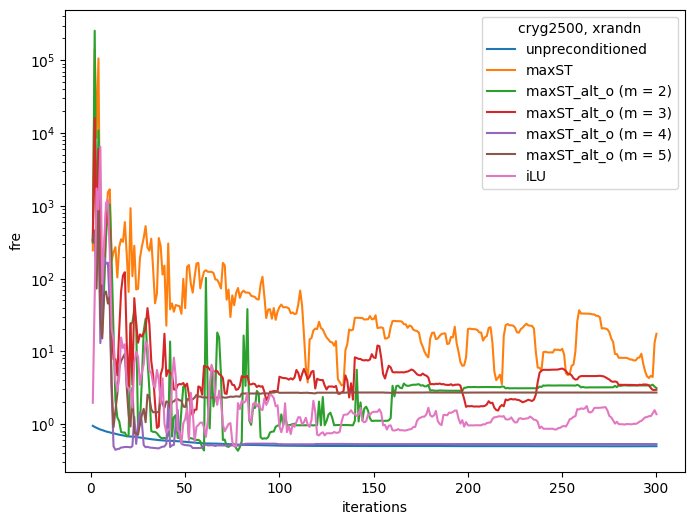 cryg2500, xrandn
unpreconditioned
maxST
maxST_alt_o (m = 2)
maxST_alt_o (m = 3)
maxST_alt_o (m = 4)
maxST_alt_o (m = 5)
iLU
10^5
10^4
10^3
10^2
10^1
10^0
fre
0 50 100 150 200 250 300
iterations